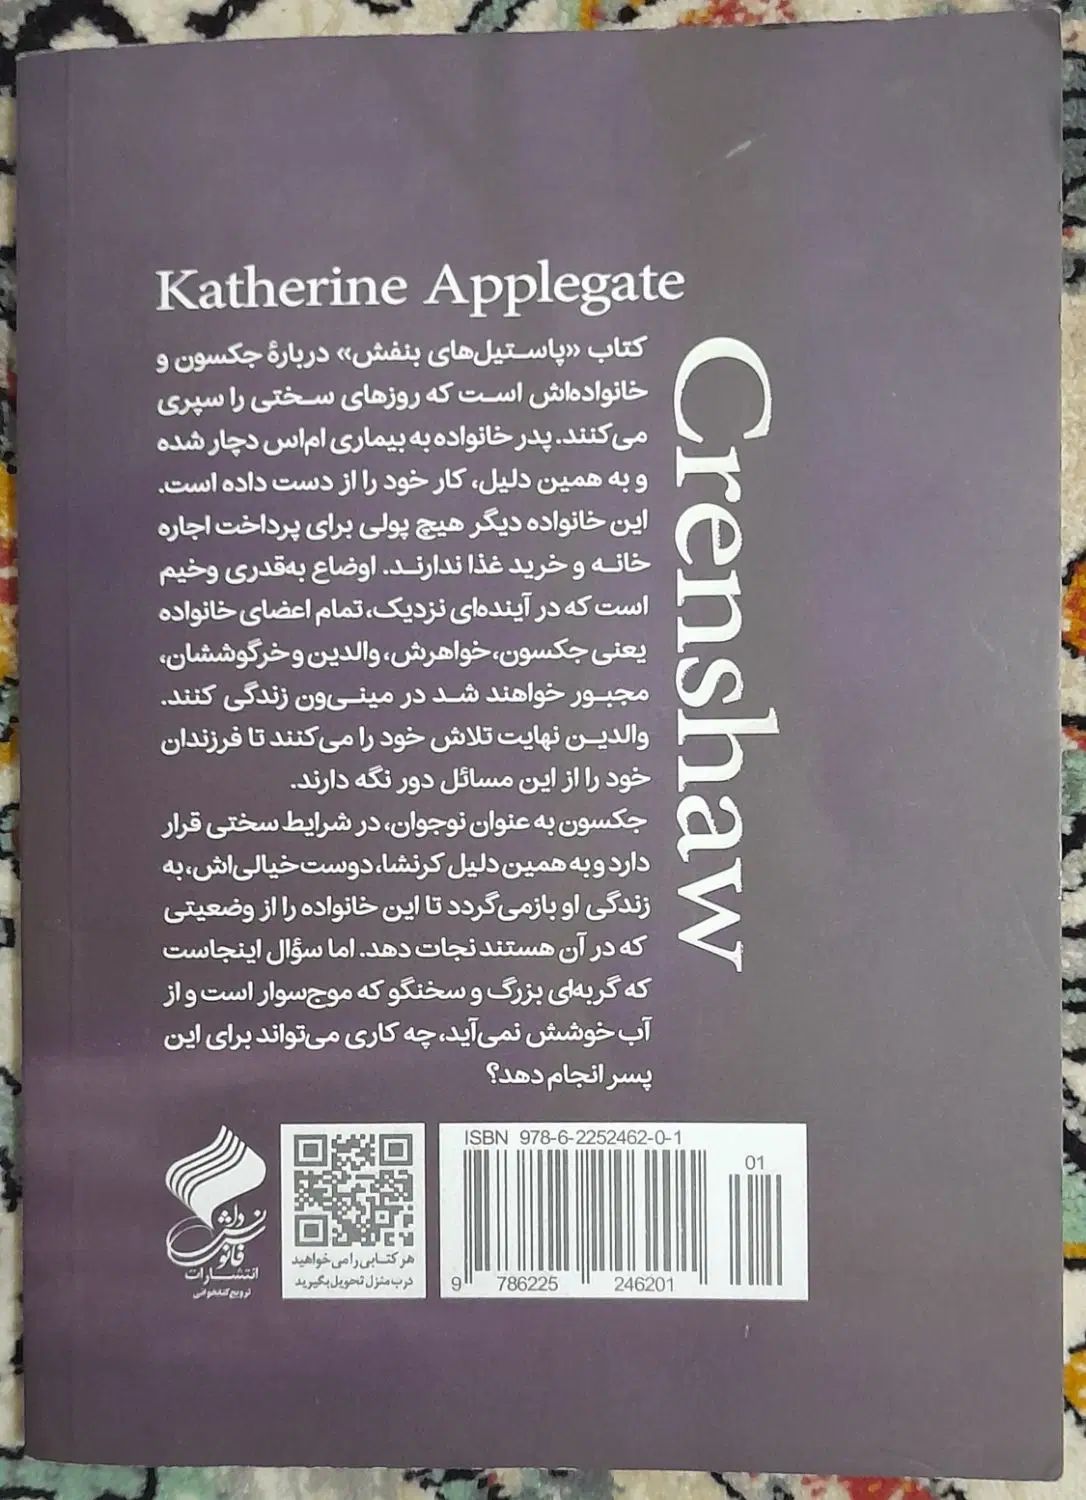 Katherine Applegate
Crenshaw
کتاب «پاستیل‌های بنفش» دربارهٔ جکسون و
خانواده‌اش است که روزهای سختی را سپری
می‌کنند. پدر خانواده به بیماری ام‌اس دچار شده
و به همین دلیل، کار خود را از دست داده است.
این خانواده دیگر هیچ پولی برای پرداخت اجاره
خانه و خرید غذا ندارند. اوضاع به‌قدری وخیم
است که در آینده‌ای نزدیک، تمام اعضای خانواده
یعنی جکسون، خواهرش، والدین و خرگوششان،
مجبور خواهند شد در مینی‌ون زندگی کنند.
والدین نهایت تلاش خود را می‌کنند تا فرزندان
خود را از این مسائل دور نگه دارند.
جکسون به عنوان نوجوان، در شرایط سختی قرار
دارد و به همین دلیل کرنشا، دوست خیالی‌اش، به
زندگی او بازمی‌گردد تا این خانواده را از وضعیتی
که در آن هستند نجات دهد. اما سؤال اینجاست
که گربه‌ای بزرگ و سخنگو که موج‌سوار است و از
آب خوشش نمی‌آید، چه کاری می‌تواند برای این
پسر انجام دهد؟
ISBN 978-6-2252462-0-1
01
9 786225 246201
هر کتابی را می‌خواهید
درب منزل تحویل بگیرید
فانوس دانش
انتشارات
ترویج کتابخوانی